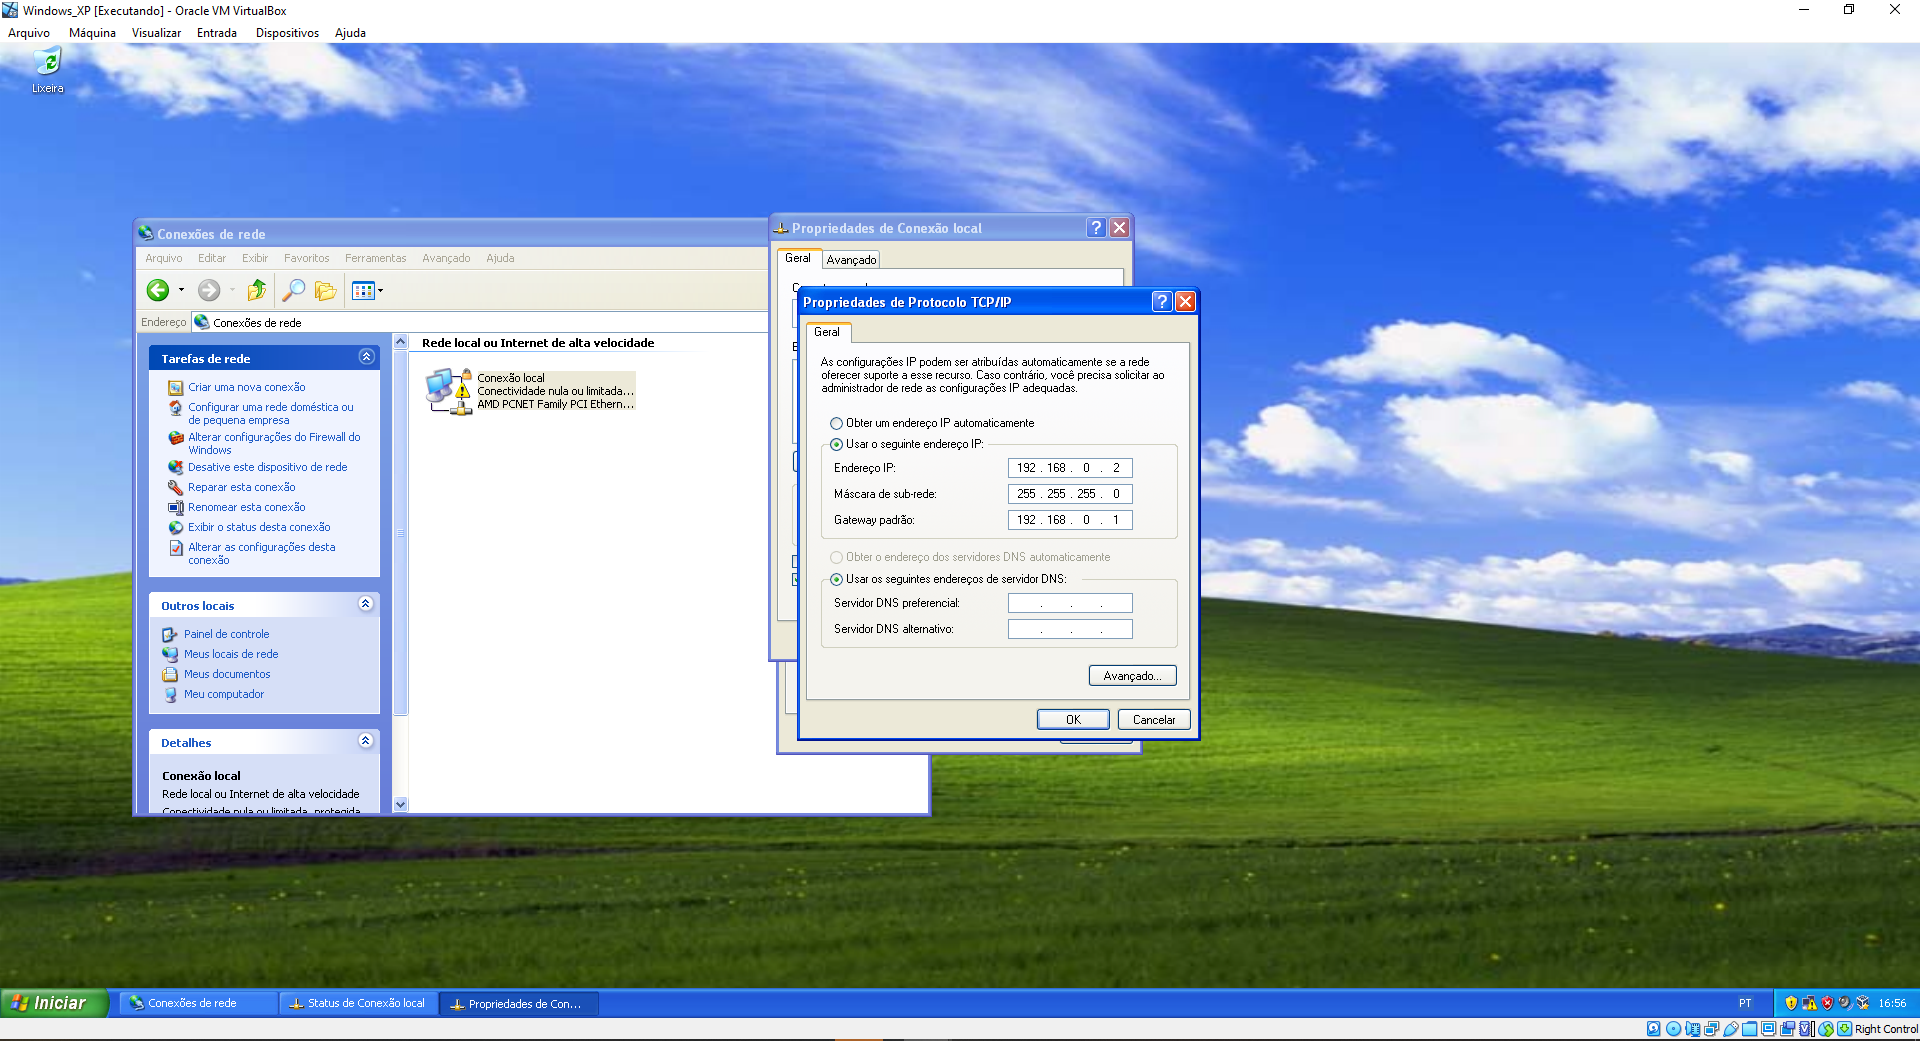 Windows_XP [Executando] - Oracle VM VirtualBox
Arquivo Máquina Visualizar Entrada Dispositivos Ajuda
Lixeira
Conexões de rede
Arquivo Editar Exibir Favoritos Ferramentas Avançado Ajuda
Endereço Conexões de rede
Tarefas de rede
Criar uma nova conexão
Configurar uma rede doméstica ou
de pequena empresa
Alterar configurações do Firewall do
Windows
Desative este dispositivo de rede
Reparar esta conexão
Renomear esta conexão
Exibir o status desta conexão
Alterar as configurações desta
conexão
Outros locais
Painel de controle
Meus locais de rede
Meus documentos
Meu computador
Detalhes
Conexão local
Rede local ou Internet de alta velocidade
Conectividade nula ou limitada, protegida
Rede local ou Internet de alta velocidade
Conexão local
Conectividade nula ou limitada...
AMD PCNET Family PCI Ethern...
Propriedades de Conexão local
Geral Avançado
Propriedades de Protocolo TCP/IP
Geral
As configurações IP podem ser atribuídas automaticamente se a rede
oferecer suporte a esse recurso. Caso contrário, você precisa solicitar ao
administrador de rede as configurações IP adequadas.
Obter um endereço IP automaticamente
Usar o seguinte endereço IP:
Endereço IP: 192 . 168 . 0 . 2
Máscara de sub-rede: 255 . 255 . 255 . 0
Gateway padrão: 192 . 168 . 0 . 1
Obter o endereço dos servidores DNS automaticamente
Usar os seguintes endereços de servidor DNS:
Servidor DNS preferencial: . . .
Servidor DNS alternativo: . . .
Avançado...
OK Cancelar
Iniciar Conexões de rede Status de Conexão local Propriedades de Con... PT 16:56
Right Control